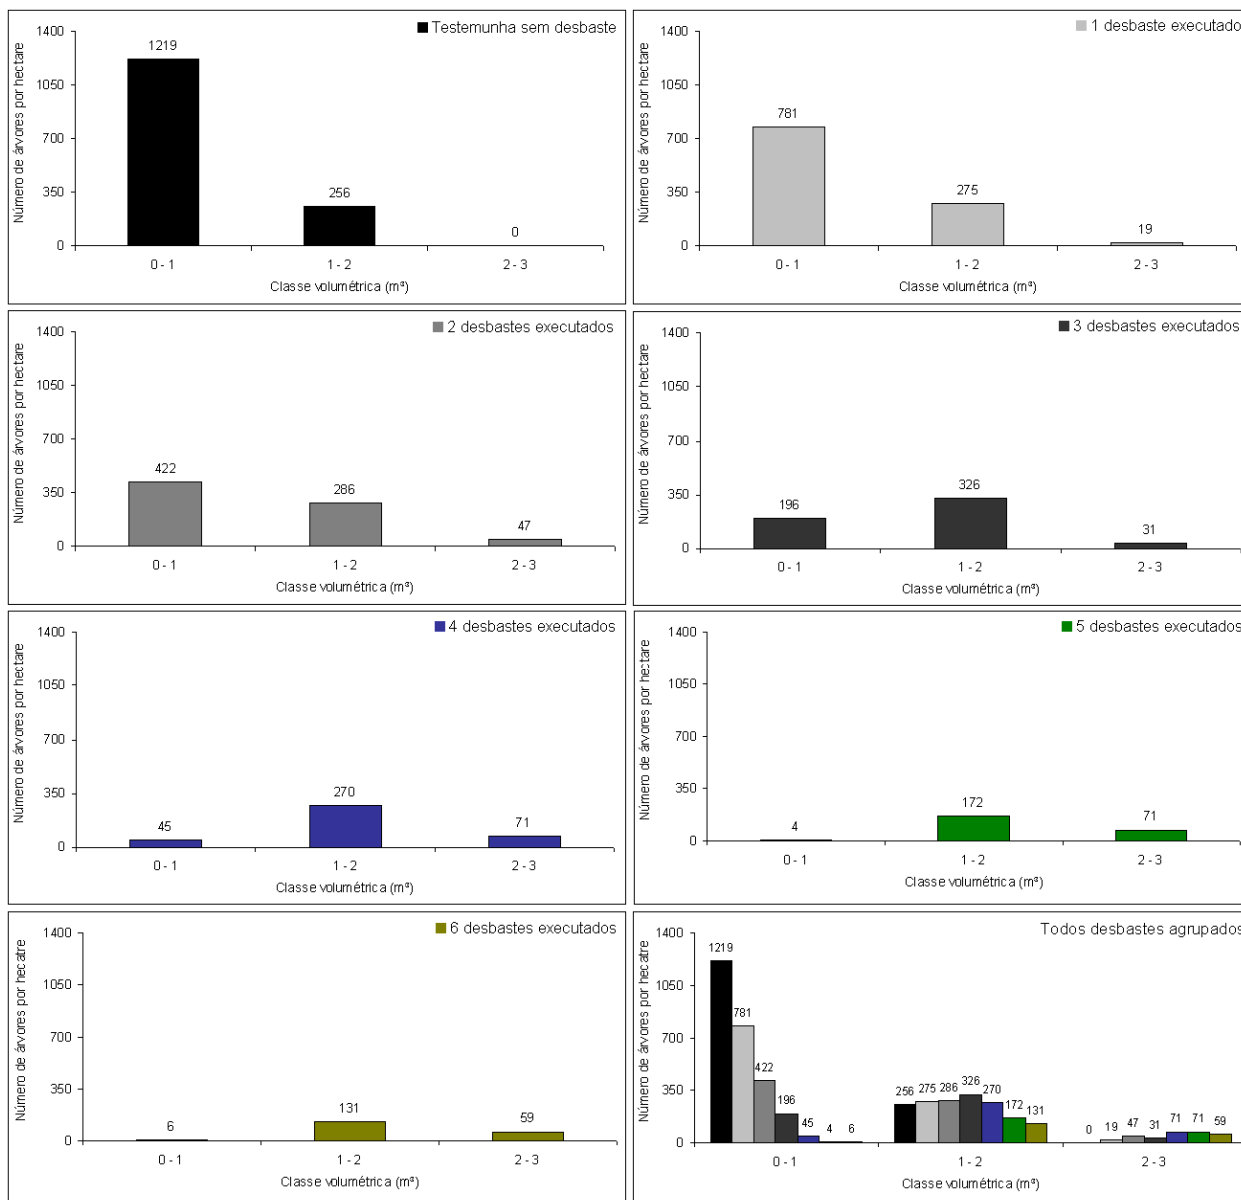 Testemunha sem desbaste
Número de árvores por hectare
1400
1050
700
350
0
1219
256
0
0 - 1
1 - 2
2 - 3
Classe volumétrica (m³)
1 desbaste executado
Número de árvores por hectare
1400
1050
700
350
0
781
275
19
0 - 1
1 - 2
2 - 3
Classe volumétrica (m³)
2 desbastes executados
Número de árvores por hectare
1400
1050
700
350
0
422
286
47
0 - 1
1 - 2
2 - 3
Classe volumétrica (m³)
3 desbastes executados
Número de árvores por hectare
1400
1050
700
350
0
196
326
31
0 - 1
1 - 2
2 - 3
Classe volumétrica (m³)
4 desbastes executados
Número de árvores por hectare
1400
1050
700
350
0
45
270
71
0 - 1
1 - 2
2 - 3
Classe volumétrica (m³)
5 desbastes executados
Número de árvores por hectare
1400
1050
700
350
0
4
172
71
0 - 1
1 - 2
2 - 3
Classe volumétrica (m³)
6 desbastes executados
Número de árvores por hecatre
1400
1050
700
350
0
6
131
59
0 - 1
1 - 2
2 - 3
Classe volumétrica (m³)
Todos desbastes agrupados
Número de árvores por hecatre
1400
1050
700
350
0
1219
781
422
196
45
4
6
256
275
286
326
270
172
131
0
19
47
31
71
71
59
0 - 1
1 - 2
2 - 3
Classe volumétrica (m³)